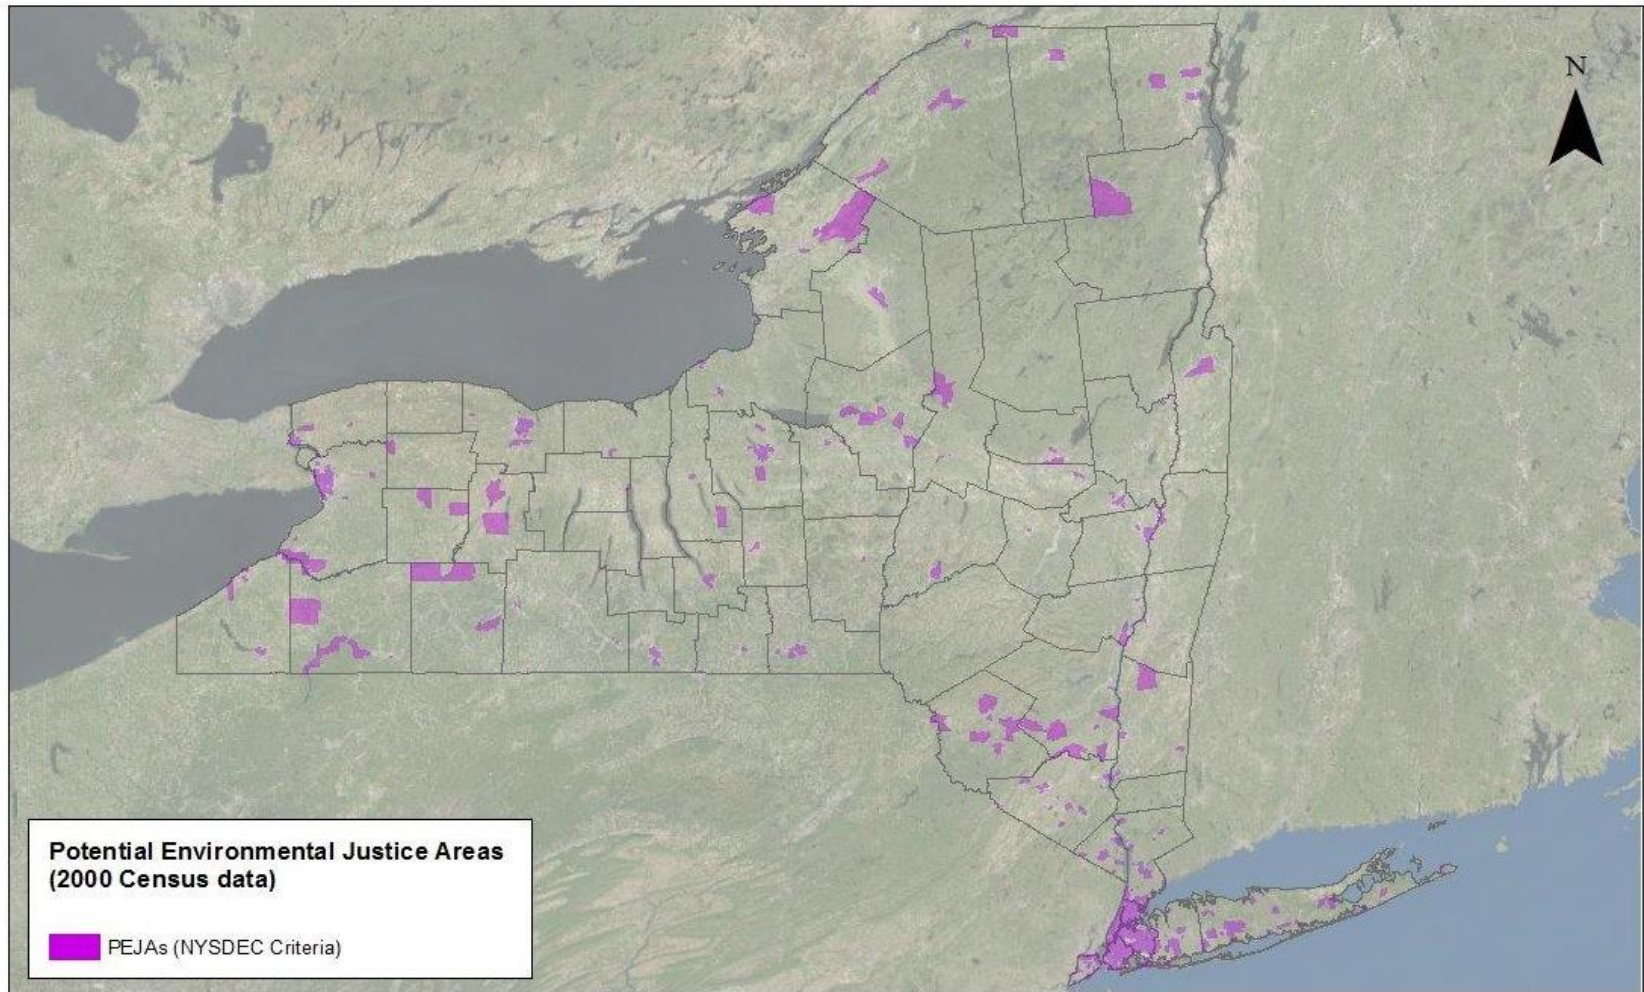 N
Potential Environmental Justice Areas
(2000 Census data)
PEJAs (NYSDEC Criteria)